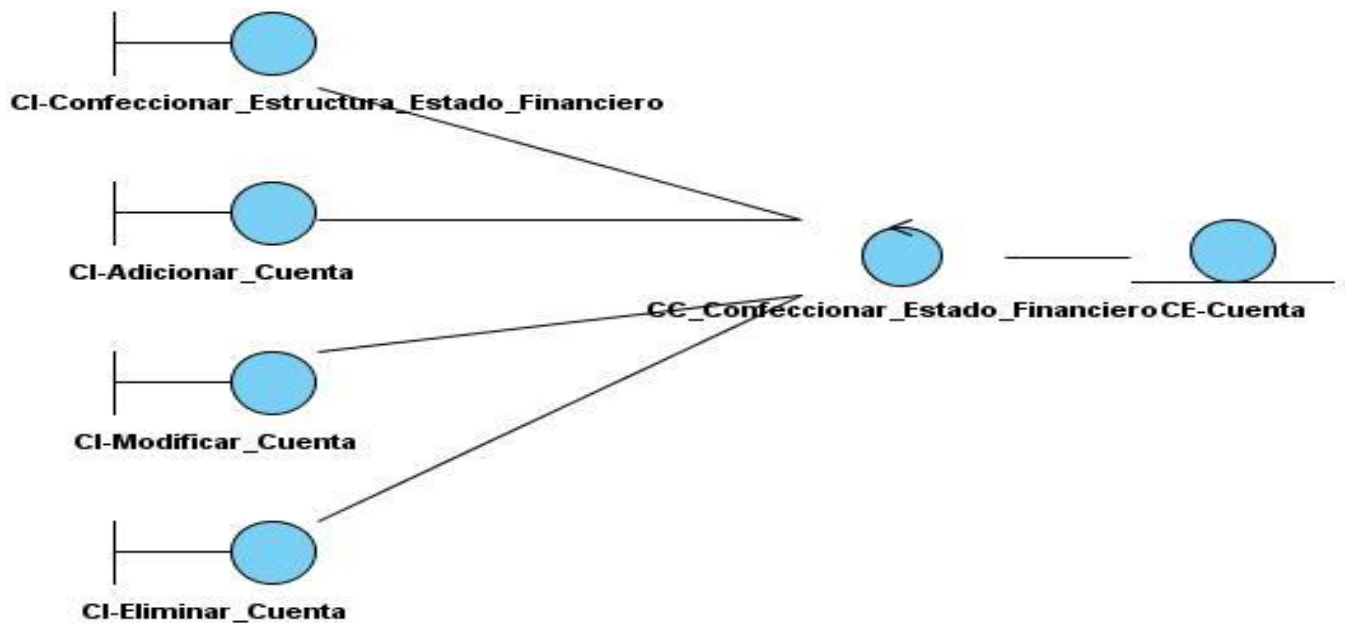 CI-Confeccionar_Estructura_Estado_Financiero
CI-Adicionar_Cuenta
CC_Confeccionar_Estado_Financiero
CE-Cuenta
CI-Modificar_Cuenta
CI-Eliminar_Cuenta